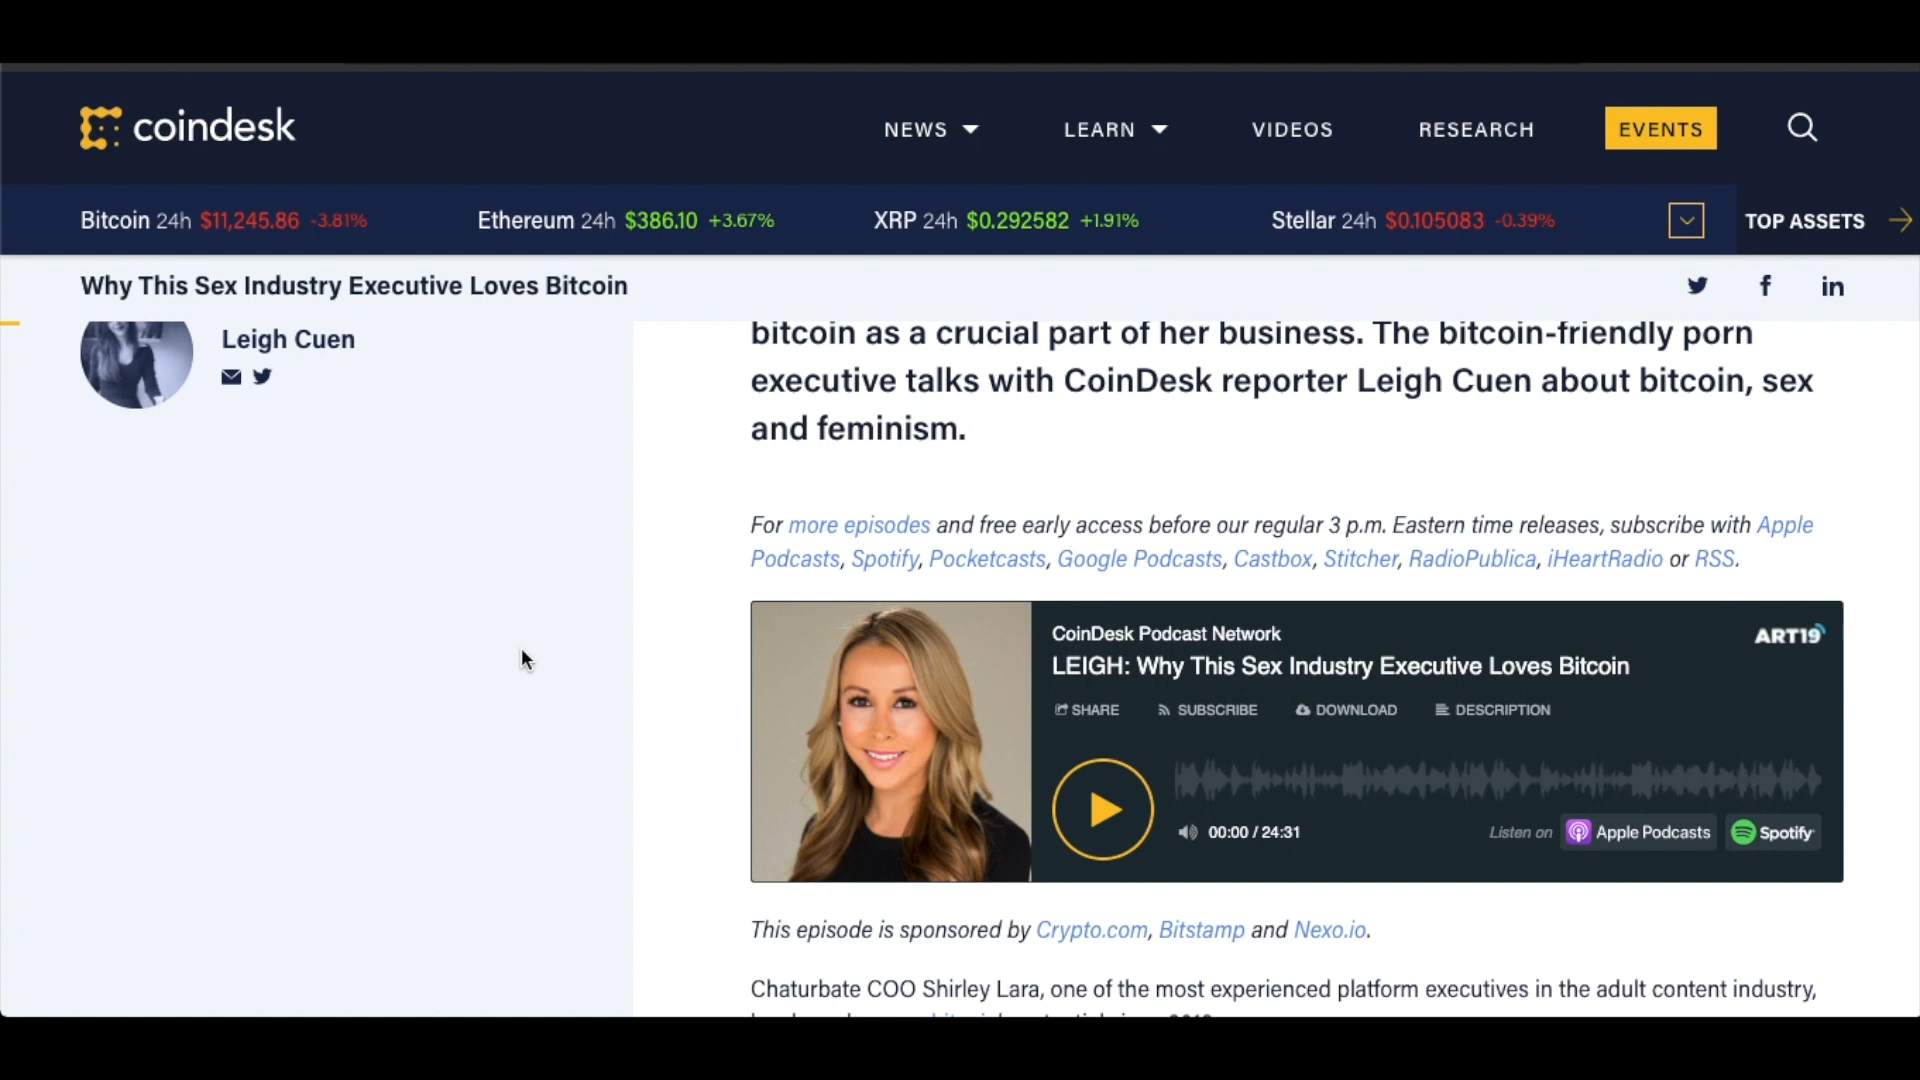 coindesk
NEWS
LEARN
VIDEOS
RESEARCH
EVENTS
Bitcoin 24h $11,245.86 -3.81%
Ethereum 24h $386.10 +3.67%
XRP 24h $0.292582 +1.91%
Stellar 24h $0.105083 -0.39%
TOP ASSETS
Why This Sex Industry Executive Loves Bitcoin
Leigh Cuen
bitcoin as a crucial part of her business. The bitcoin-friendly porn
executive talks with CoinDesk reporter Leigh Cuen about bitcoin, sex
and feminism.
For more episodes and free early access before our regular 3 p.m. Eastern time releases, subscribe with Apple
Podcasts, Spotify, Pocketcasts, Google Podcasts, Castbox, Stitcher, RadioPublica, iHeartRadio or RSS.
CoinDesk Podcast Network
ART19
LEIGH: Why This Sex Industry Executive Loves Bitcoin
SHARE
SUBSCRIBE
DOWNLOAD
DESCRIPTION
00:00 / 24:31
Listen on
Apple Podcasts
Spotify
This episode is sponsored by Crypto.com, Bitstamp and Nexo.io.
Chaturbate COO Shirley Lara, one of the most experienced platform executives in the adult content industry,